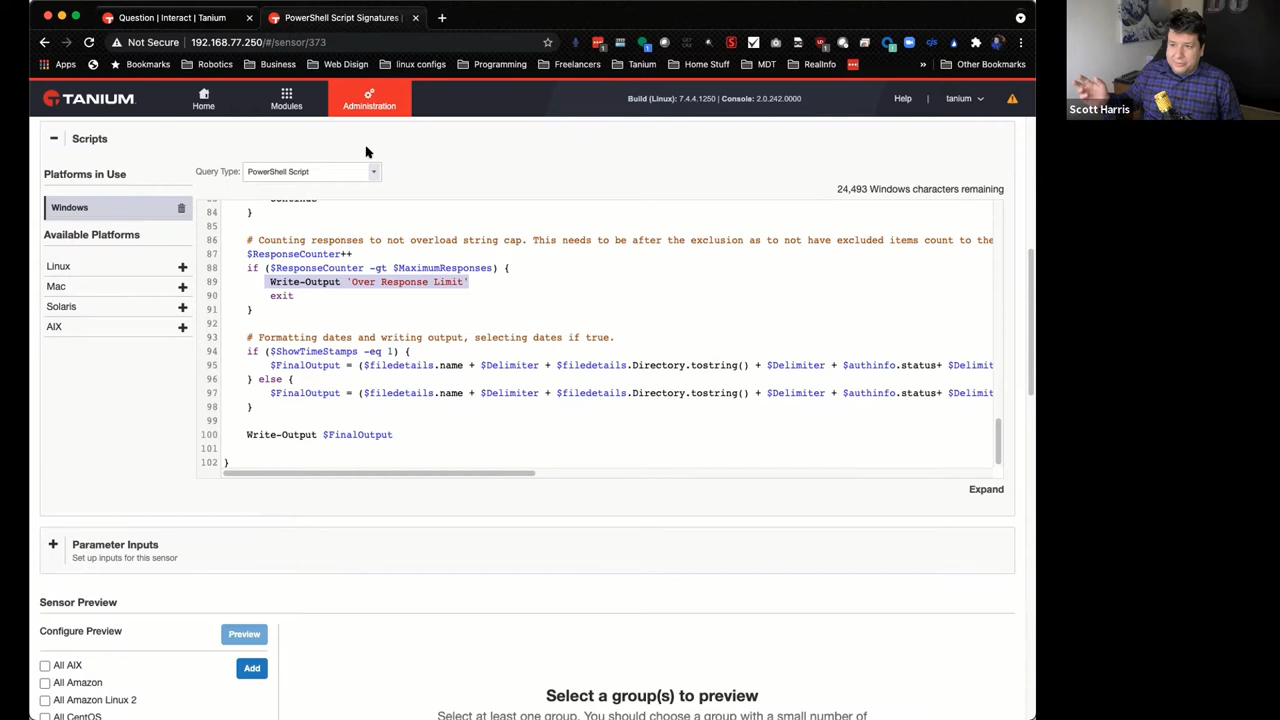 Question | Interact | Tanium
PowerShell Script Signatures |
Not Secure 192.168.77.250/#/sensor/373
Apps Bookmarks Robotics Business Web Disign linux configs Programming Freelancers Tanium Home Stuff MDT RealInfo » Other Bookmarks
TANIUM
Home
Modules
Administration
Build (Linux): 7.4.4.1250 | Console: 2.0.242.0000
Help
tanium
Scott Harris
Scripts
Platforms in Use
Query Type: PowerShell Script
24,493 Windows characters remaining
Windows
Available Platforms
Linux
Mac
Solaris
AIX
84 }
85
86 # Counting responses to not overload string cap. This needs to be after the exclusion as to not have excluded items count to the
87 $ResponseCounter++
88 if ($ResponseCounter -gt $MaximumResponses) {
89 Write-Output 'Over Response Limit'
90 exit
91 }
92
93 # Formatting dates and writing output, selecting dates if true.
94 if ($ShowTimeStamps -eq 1) {
95 $FinalOutput = ($filedetails.name + $Delimiter + $filedetails.Directory.tostring() + $Delimiter + $authinfo.status+ $Delimit
96 } else {
97 $FinalOutput = ($filedetails.name + $Delimiter + $filedetails.Directory.tostring() + $Delimiter + $authinfo.status+ $Delimit
98 }
99
100 Write-Output $FinalOutput
101
102 }
Expand
Parameter Inputs
Set up inputs for this sensor
Sensor Preview
Configure Preview
Preview
All AIX
Add
All Amazon
All Amazon Linux 2
All CentOS
Select a group(s) to preview
Select at least one group. You should choose a group with a small number of